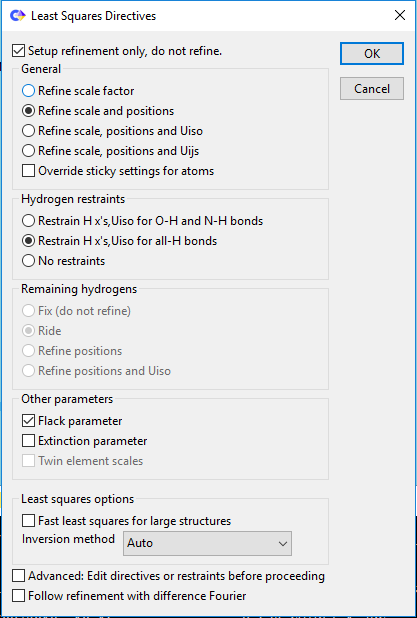 Least Squares Directives
Setup refinement only, do not refine.
OK
General
Cancel
Refine scale factor
Refine scale and positions
Refine scale, positions and Uiso
Refine scale, positions and Uijs
Override sticky settings for atoms
Hydrogen restraints
Restrain H x's,Uiso for O-H and N-H bonds
Restrain H x's,Uiso for all-H bonds
No restraints
Remaining hydrogens
Fix (do not refine)
Ride
Refine positions
Refine positions and Uiso
Other parameters
Flack parameter
Extinction parameter
Twin element scales
Least squares options
Fast least squares for large structures
Inversion method Auto
Advanced: Edit directives or restraints before proceeding
Follow refinement with difference Fourier